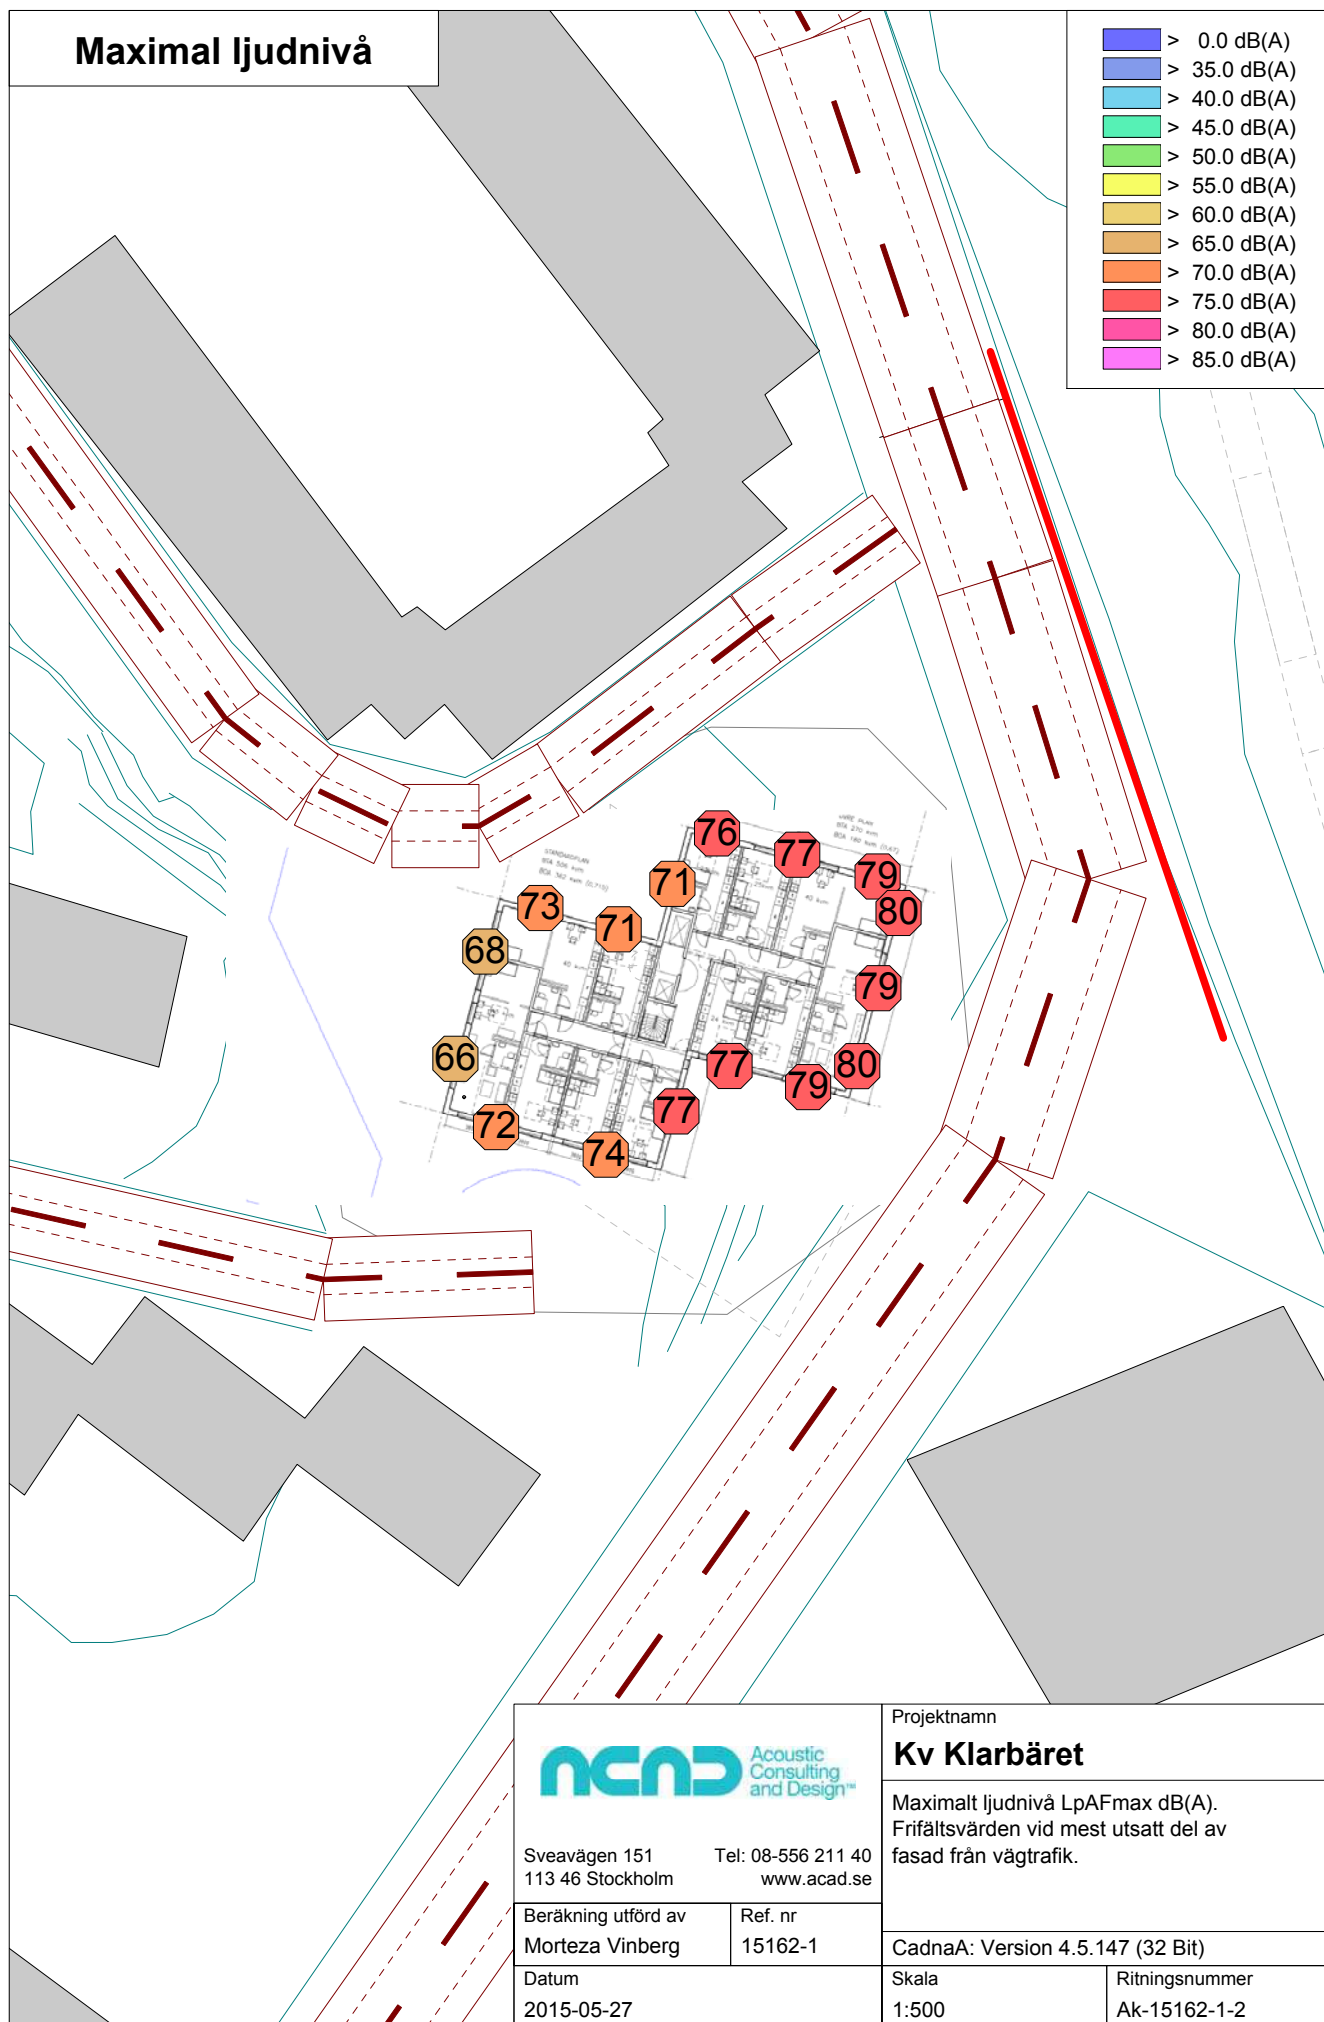 Maximal ljudnivå
> 0.0 dB(A)
> 35.0 dB(A)
> 40.0 dB(A)
> 45.0 dB(A)
> 50.0 dB(A)
> 55.0 dB(A)
> 60.0 dB(A)
> 65.0 dB(A)
> 70.0 dB(A)
> 75.0 dB(A)
> 80.0 dB(A)
> 85.0 dB(A)
STANDARDPLAN
76
77
79
71
80
73
71
68
79
66
77
80
79
77
72
74
ACAD
Acoustic
Consulting
and Design™
Sveavägen 151
113 46 Stockholm
Tel: 08-556 211 40
www.acad.se
Projektnamn
Kv Klarbäret
Maximalt ljudnivå LpAFmax dB(A).
Frifältsvärden vid mest utsatt del av
fasad från vägtrafik.
Beräkning utförd av
Morteza Vinberg
Ref. nr
15162-1
CadnaA: Version 4.5.147 (32 Bit)
Datum
2015-05-27
Skala
1:500
Ritningsnummer
Ak-15162-1-2